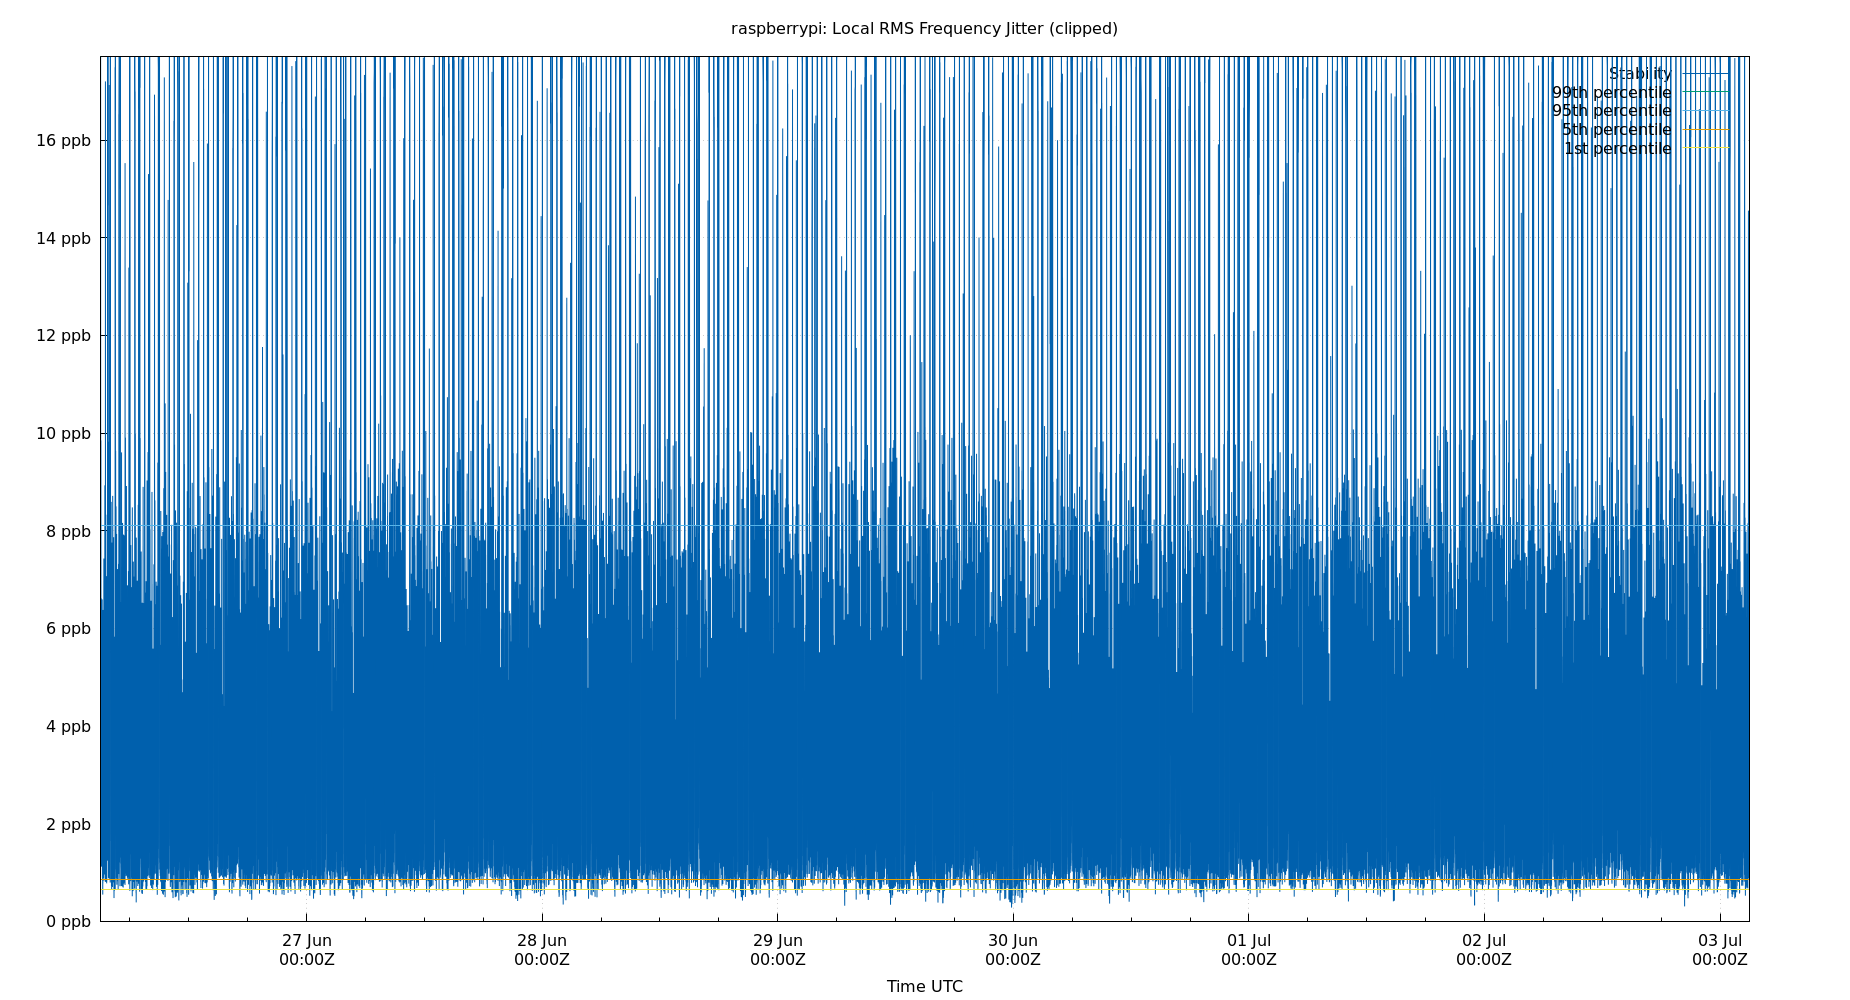 raspberrypi: Local RMS Frequency Jitter (clipped)
Stability
99th percentile
95th percentile
5th percentile
1st percentile
16 ppb
14 ppb
12 ppb
10 ppb
8 ppb
6 ppb
4 ppb
2 ppb
0 ppb
27 Jun 28 Jun 29 Jun 30 Jun 01 Jul 02 Jul 03 Jul
00:00Z 00:00Z 00:00Z 00:00Z 00:00Z 00:00Z 00:00Z
Time UTC